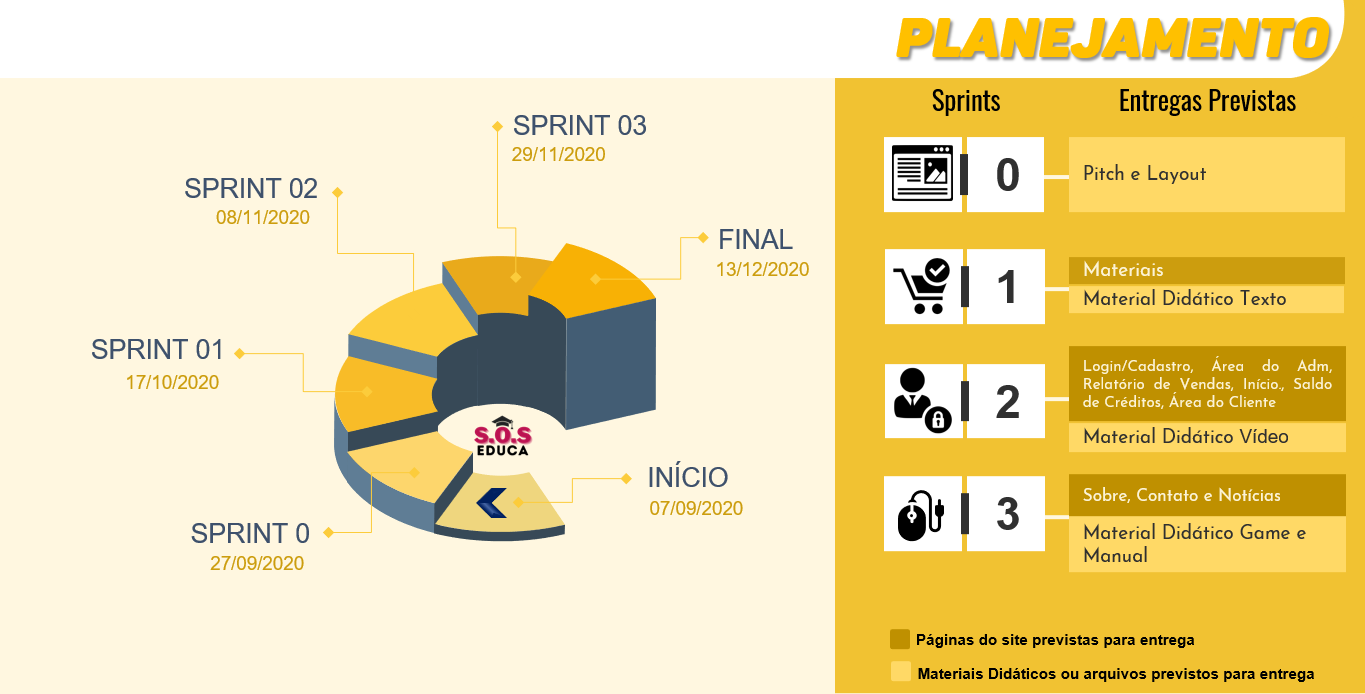 PLANEJAMENTO
SPRINT 03
29/11/2020
SPRINT 02
08/11/2020
FINAL
13/12/2020
SPRINT 01
17/10/2020
S.O.S
EDUCA
INÍCIO
07/09/2020
SPRINT 0
27/09/2020
Sprints
Entregas Previstas
0
Pitch e Layout
1
Materiais
Material Didático Texto
2
Login/Cadastro, Área do Adm,
Relatório de Vendas, Início., Saldo
de Créditos, Área do Cliente
Material Didático Vídeo
3
Sobre, Contato e Notícias
Material Didático Game e
Manual
Páginas do site previstas para entrega
Materiais Didáticos ou arquivos previstos para entrega